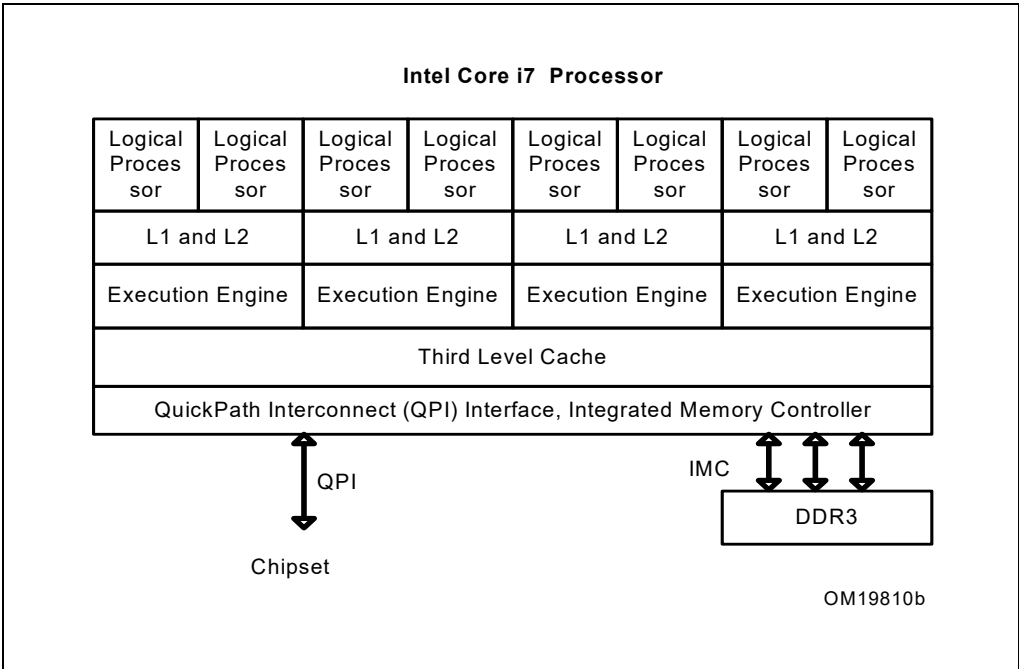 Intel Core i7 Processor
Logical Logical Logical Logical Logical Logical Logical Logical
Proces Proces Proces Proces Proces Proces Proces Proces
sor sor sor sor sor sor sor sor
L1 and L2 L1 and L2 L1 and L2 L1 and L2
Execution Engine Execution Engine Execution Engine Execution Engine
Third Level Cache
QuickPath Interconnect (QPI) Interface, Integrated Memory Controller
IMC
QPI
DDR3
Chipset
OM19810b